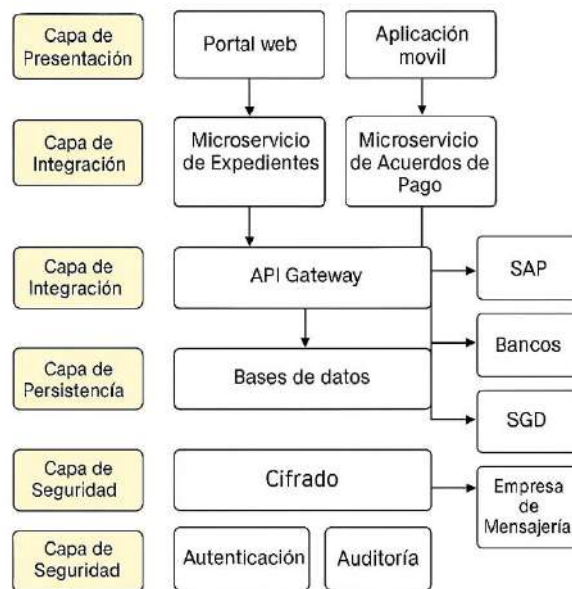 Capa de
Presentación
Portal web
Aplicación
movil
Capa de
Integración
Microservicio
de Expedientes
Microservicio
de Acuerdos de
Pago
Capa de
Integración
API Gateway
SAP
Bancos
Capa de
Persistencía
Bases de datos
SGD
Capa de
Seguridad
Cifrado
Empresa
de
Mensajería
Capa de
Seguridad
Autenticación
Auditoría